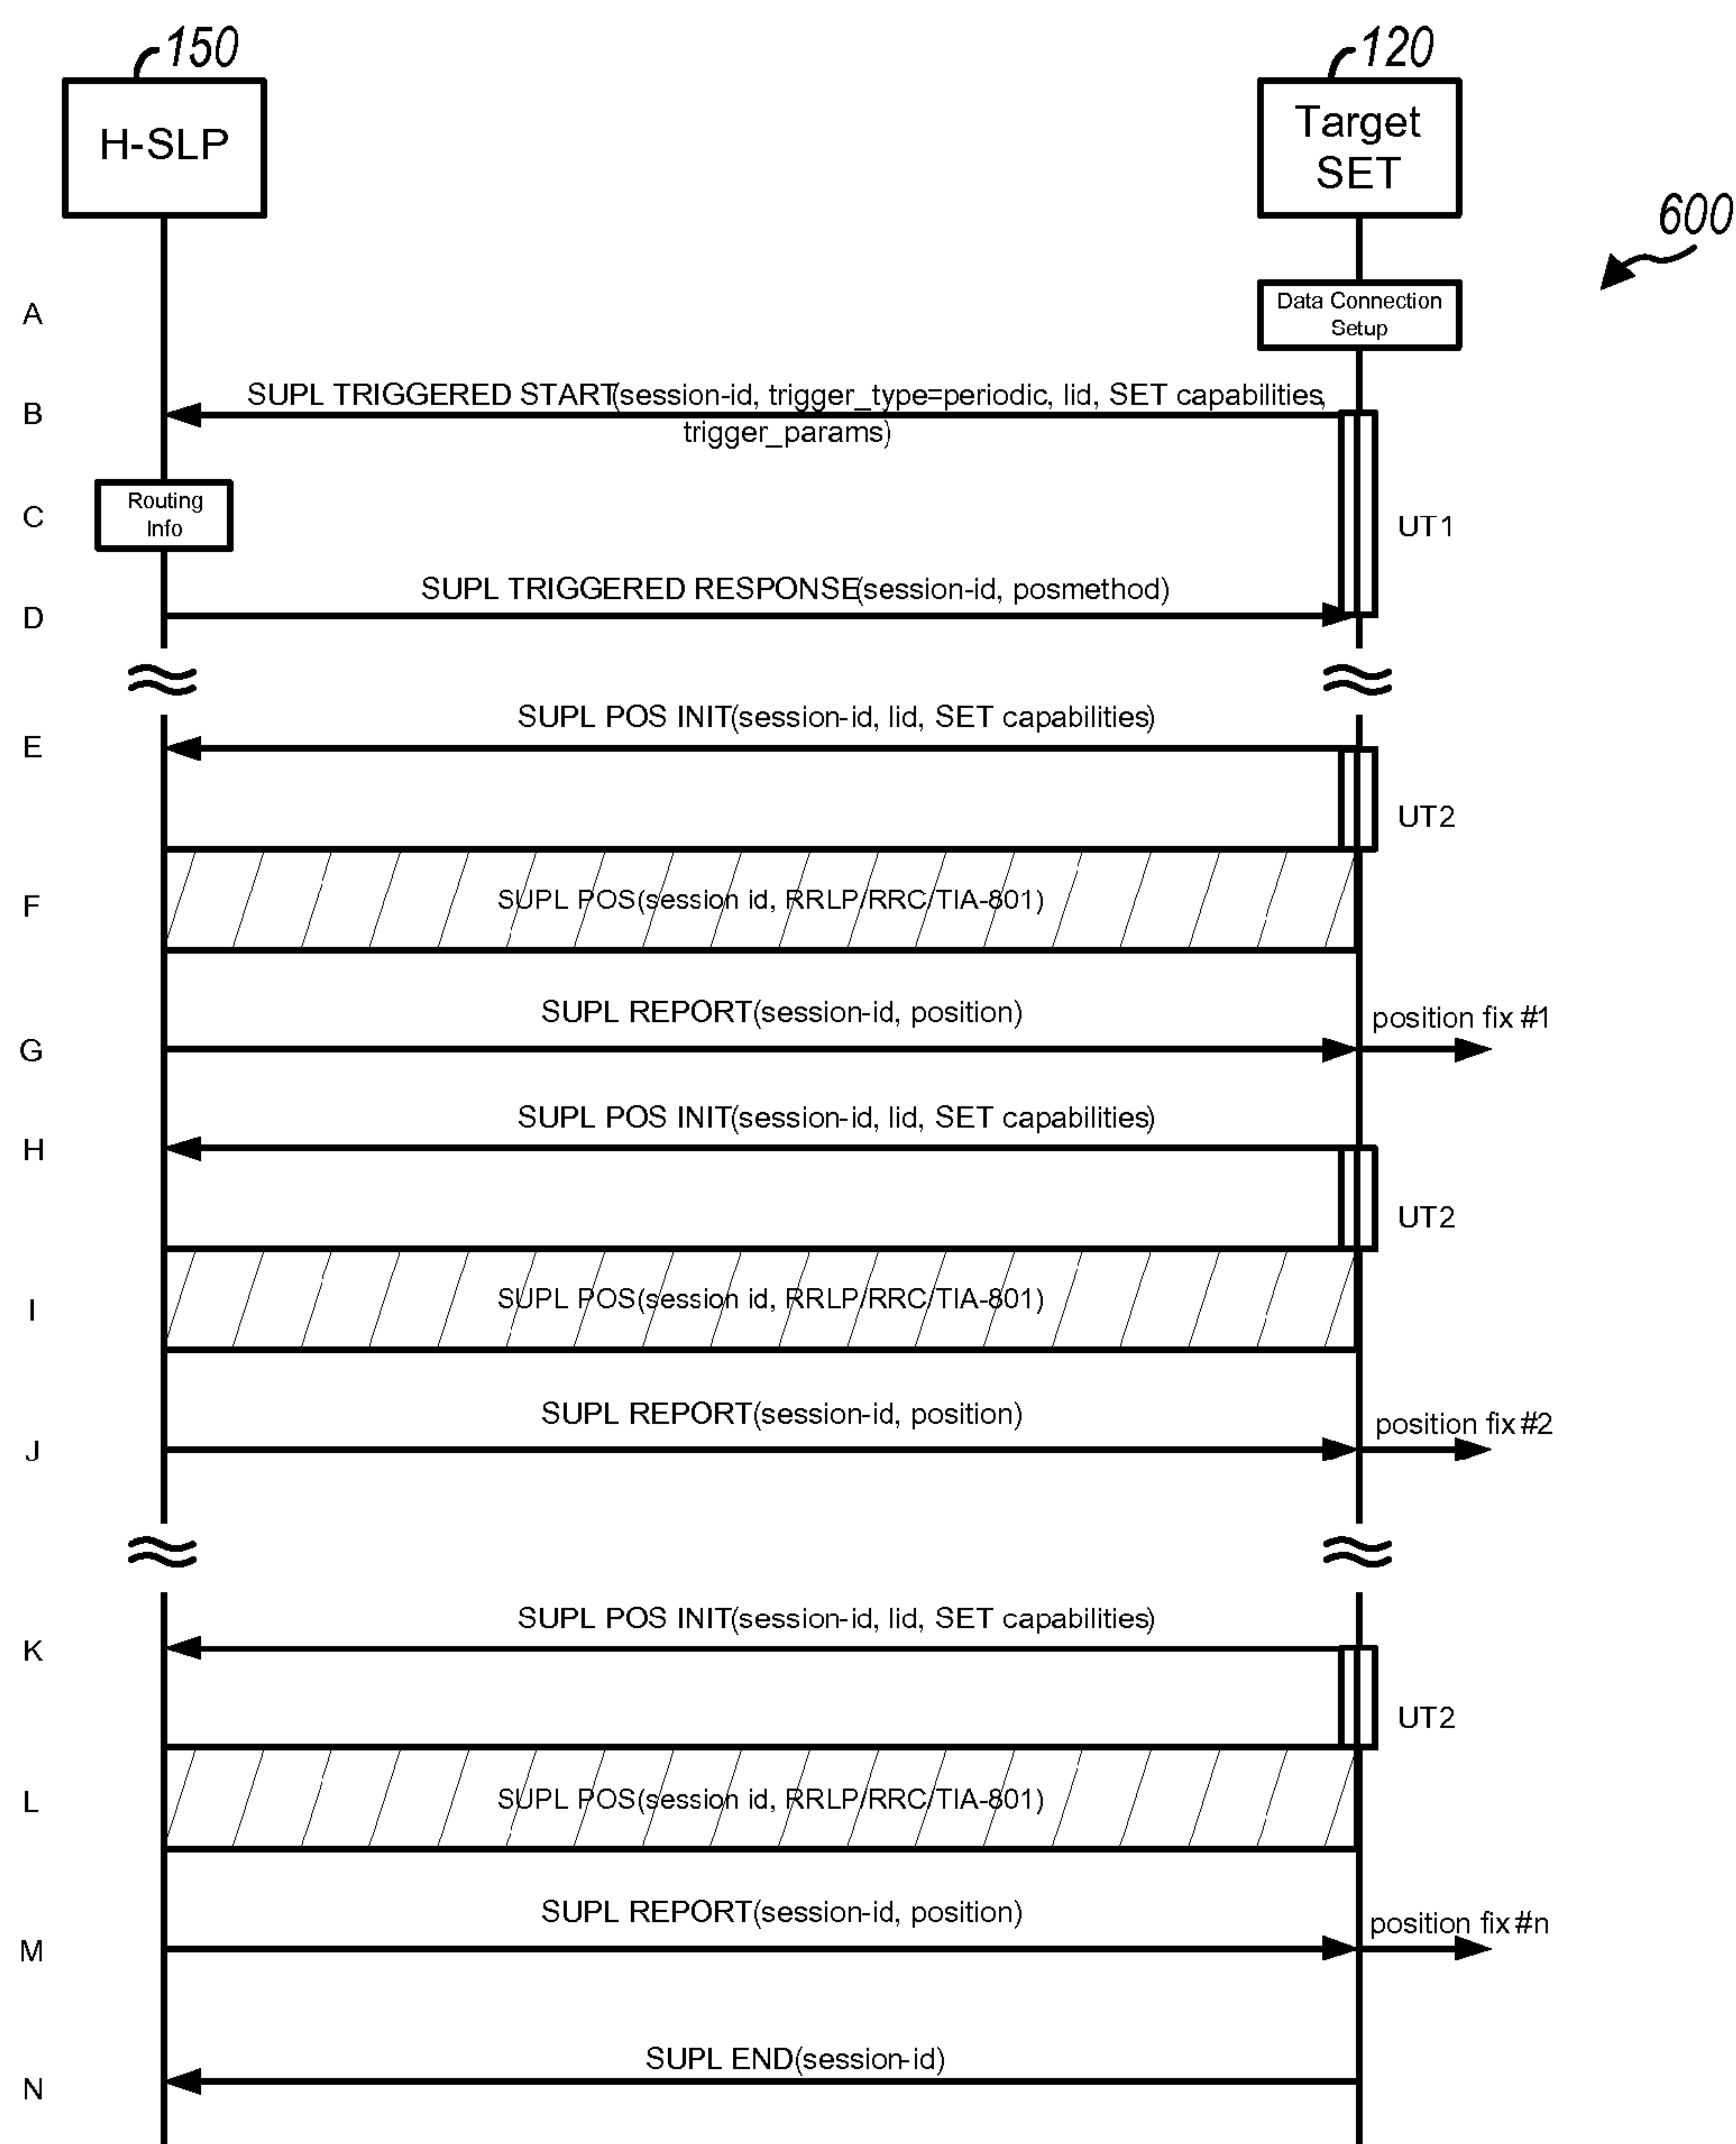 150
120
H-SLP
Target
SET
600
A
Data Connection
Setup
SUPL TRIGGERED START(session-id, trigger_type=periodic, lid, SET capabilities,
B
trigger_params)
Routing
Info
C
UT1
SUPL TRIGGERED RESPONSE(session-id, posmethod)
D
SUPL POS INIT(session-id, lid, SET capabilities)
E
UT2
F
SUPL POS(session id, RRLP/RRC/TIA-801)
SUPL REPORT(session-id, position)
position fix #1
G
SUPL POS INIT(session-id, lid, SET capabilities)
H
UT2
I
SUPL POS(session id, RRLP/RRC/TIA-801)
SUPL REPORT(session-id, position)
position fix #2
J
SUPL POS INIT(session-id, lid, SET capabilities)
K
UT2
L
SUPL POS(session id, RRLP/RRC/TIA-801)
SUPL REPORT(session-id, position)
position fix #n
M
SUPL END(session-id)
N